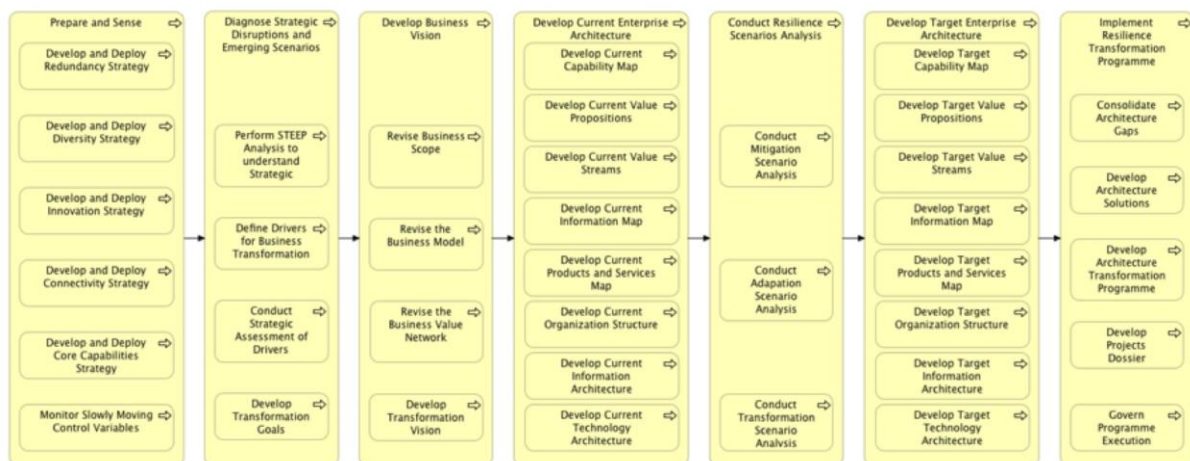 Prepare and Sense
Develop and Deploy
Redundancy Strategy
Develop and Deploy
Diversity Strategy
Develop and Deploy
Innovation Strategy
Develop and Deploy
Connectivity Strategy
Develop and Deploy
Core Capabilities
Strategy
Monitor Slowly Moving
Control Variables
Diagnose Strategic
Disruptions and
Emerging Scenarios
Perform STEEP
Analysis to
understand
Strategic
Define Drivers
for Business
Transformation
Conduct
Strategic
Assessment of
Drivers
Develop
Transformation
Goals
Develop Business
Vision
Revise Business
Scope
Revise the
Business Model
Revise the
Business Value
Network
Develop
Transformation
Vision
Develop Current Enterprise
Architecture
Develop Current
Capability Map
Develop Current Value
Propositions
Develop Current Value
Streams
Develop Current
Information Map
Develop Current
Products and Services
Map
Develop Current
Organization Structure
Develop Current
Information
Architecture
Develop Current
Technology
Architecture
Conduct Resilience
Scenarios Analysis
Conduct
Mitigation
Scenario
Analysis
Conduct
Adapation
Scenario
Analysis
Conduct
Transformation
Scenario
Analysis
Develop Target Enterprise
Architecture
Develop Target
Capability Map
Develop Target Value
Propositions
Develop Target Value
Streams
Develop Target
Information Map
Develop Target
Products and Services
Map
Develop Target
Organization Structure
Develop Target
Information
Architecture
Develop Target
Technology
Architecture
Implement
Resilience
Transformation
Programme
Consolidate
Architecture
Gaps
Develop
Architecture
Solutions
Develop
Architecture
Transformation
Programme
Develop
Projects
Dossier
Govern
Programme
Execution